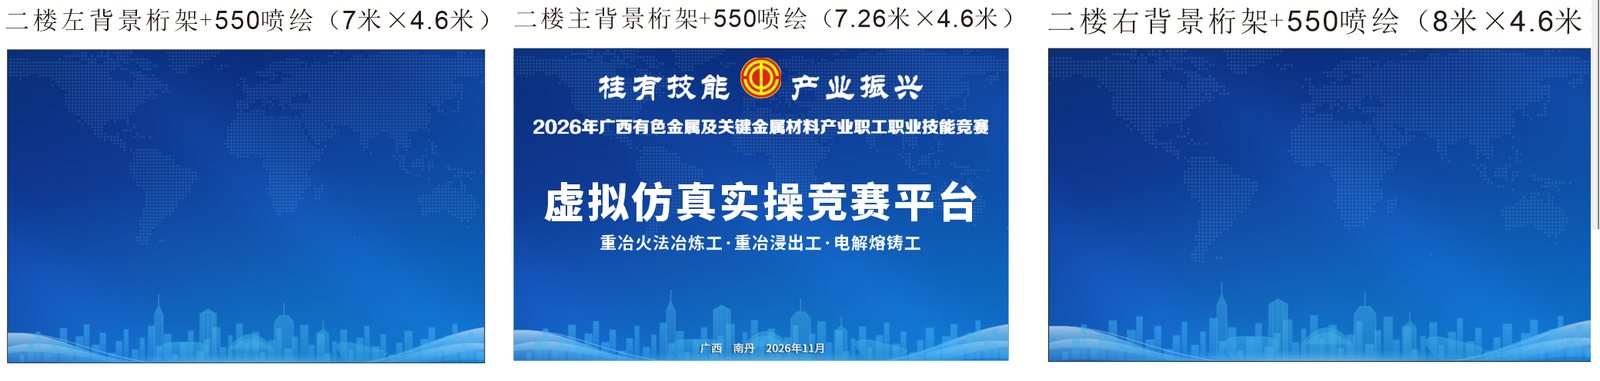 二楼左背景桁架+550喷绘（7米×4.6米）
二楼主背景桁架+550喷绘（7.26米×4.6米）
桂有技能 产业振兴
2026年广西有色金属及关键金属材料产业职工职业技能竞赛
虚拟仿真实操竞赛平台
重冶火法冶炼工·重冶浸出工·电解熔铸工
广西 南丹 2026年11月
二楼右背景桁架+550喷绘（8米×4.6米